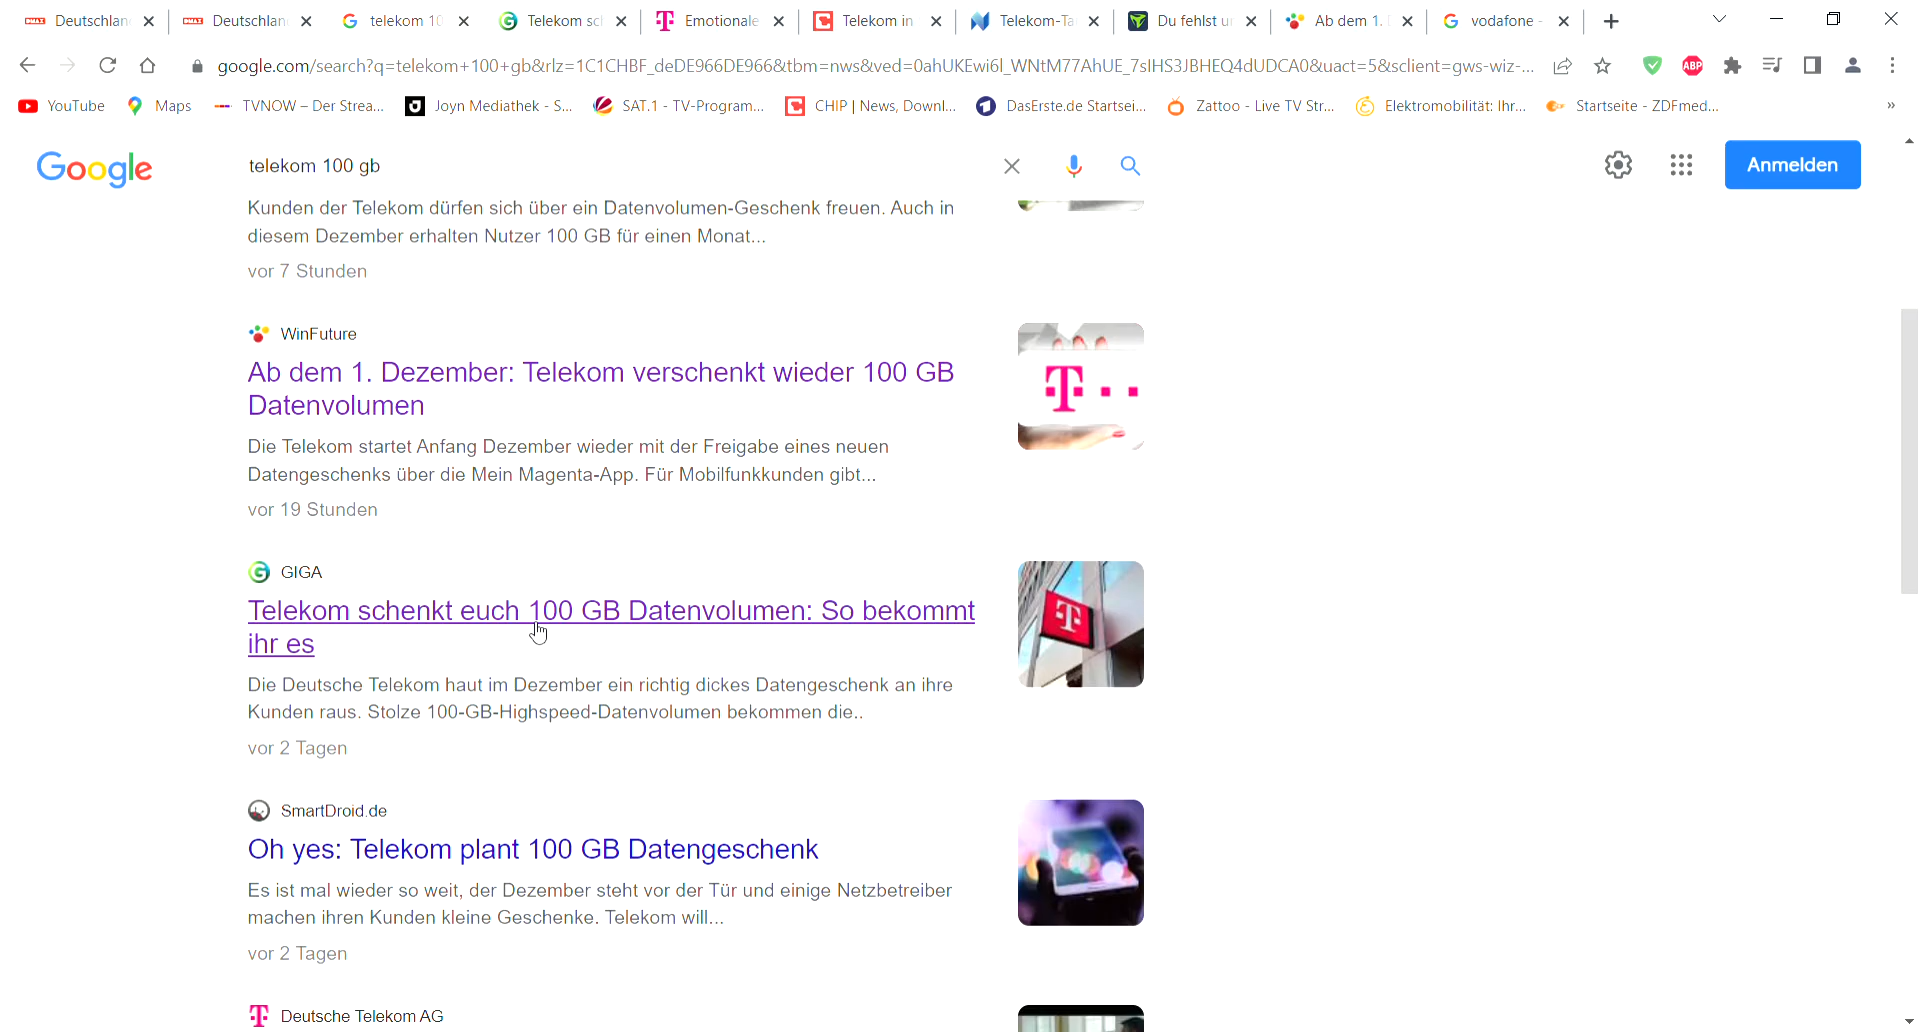 Deutschlan
Deutschlan
telekom 10
Telekom sc
Emotionale
Telekom in
Telekom-Ta
Du fehlst u
Ab dem 1.
vodafone -
google.com/search?q=telekom+100+gb&rlz=1C1CHBF_deDE966DE966&tbm=nws&ved=0ahUKEwi6l_WNtM77AhUE_7sIHS3JBHEQ4dUDCA0&uact=5&sclient=gws-wiz-...
ABP
YouTube
Maps
TVNOW – Der Strea...
Joyn Mediathek - S...
SAT.1 - TV-Program...
CHIP | News, Downl...
DasErste.de Startsei...
Zattoo - Live TV Str...
Elektromobilität: Ihr...
Startseite - ZDFmed...
Google
telekom 100 gb
Anmelden
Kunden der Telekom dürfen sich über ein Datenvolumen-Geschenk freuen. Auch in
diesem Dezember erhalten Nutzer 100 GB für einen Monat...
vor 7 Stunden
WinFuture
Ab dem 1. Dezember: Telekom verschenkt wieder 100 GB
Datenvolumen
Die Telekom startet Anfang Dezember wieder mit der Freigabe eines neuen
Datengeschenks über die Mein Magenta-App. Für Mobilfunkkunden gibt...
vor 19 Stunden
GIGA
Telekom schenkt euch 100 GB Datenvolumen: So bekommt
ihr es
Die Deutsche Telekom haut im Dezember ein richtig dickes Datengeschenk an ihre
Kunden raus. Stolze 100-GB-Highspeed-Datenvolumen bekommen die..
vor 2 Tagen
SmartDroid.de
Oh yes: Telekom plant 100 GB Datengeschenk
Es ist mal wieder so weit, der Dezember steht vor der Tür und einige Netzbetreiber
machen ihren Kunden kleine Geschenke. Telekom will...
vor 2 Tagen
Deutsche Telekom AG